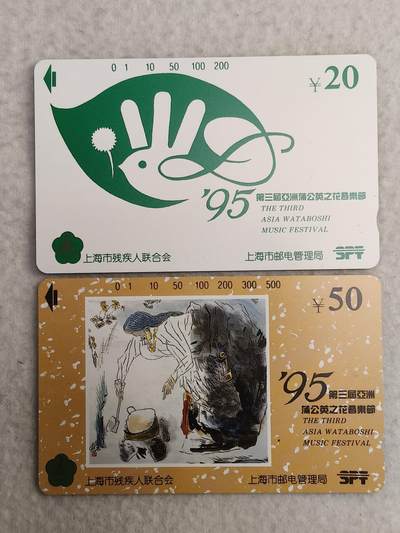 0 1 10 50 100 200
¥20
'95 第三届亞洲蒲公英之花音樂節
THE THIRD
ASIA WATABOSHI
MUSIC FESTIVAL
上海市残疾人联合会 上海市邮电管理局 SPT
0 1 10 50 100 200 300 500
¥50
'95 第三届亞洲
蒲公英之花音樂節
THE THIRD
ASIA WATABOSHI
MUSIC FESTIVAL
上海市残疾人联合会 上海市邮电管理局 SPT